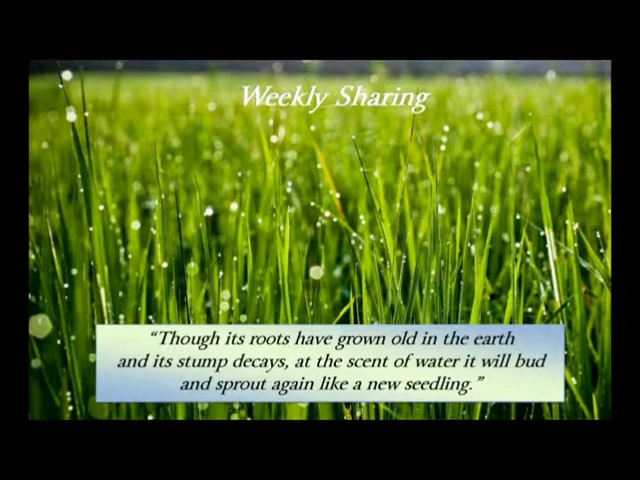 Weekly Sharing
“Though its roots have grown old in the earth
and its stump decays, at the scent of water it will bud
and sprout again like a new seedling.”